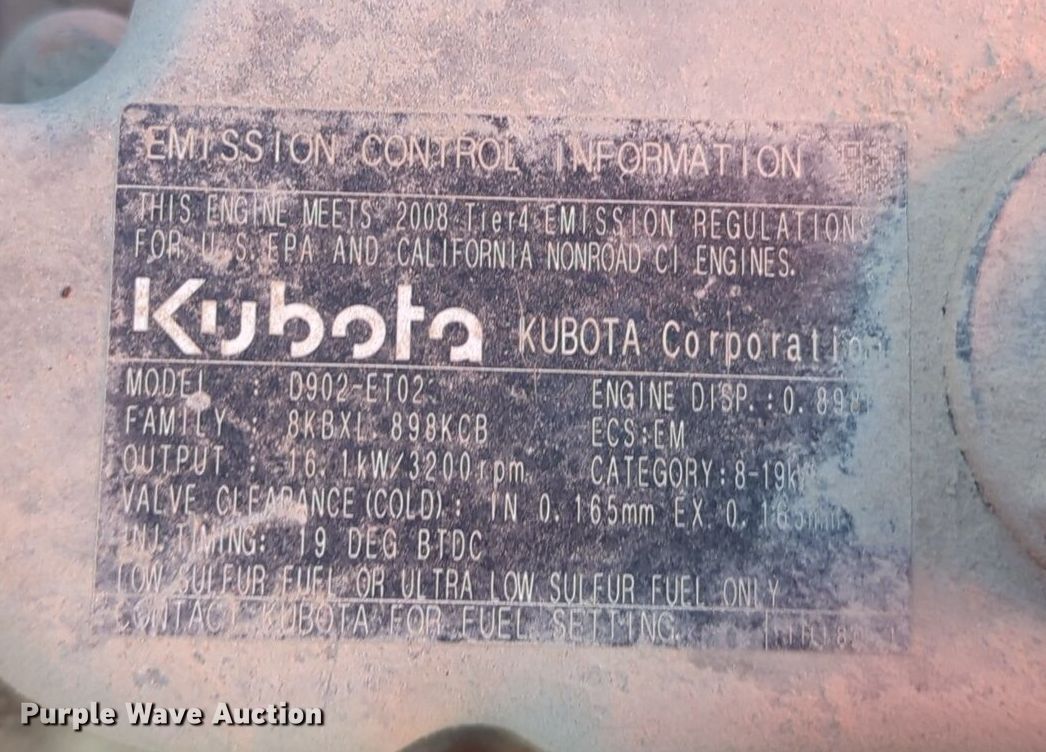 EMISSION CONTROL INFORMATION
THIS ENGINE MEETS 2008 Tier4 EMISSION REGULATIONS
FOR U.S. EPA AND CALIFORNIA NONROAD CI ENGINES.
Kubota KUBOTA Corporation
MODEL : D902-ET02 ENGINE DISP.: 0.898
FAMILY : 8KBXL.898KCB ECS:EM
OUTPUT : 16.1kW/3200rpm CATEGORY:8-19kW
VALVE CLEARANCE (COLD): IN 0.165mm EX 0.165mm
INJ.TIMING: 19 DEG BTDC
LOW SULFUR FUEL OR ULTRA LOW SULFUR FUEL ONLY
CONTACT KUBOTA FOR FUEL SETTING.
Purple Wave Auction